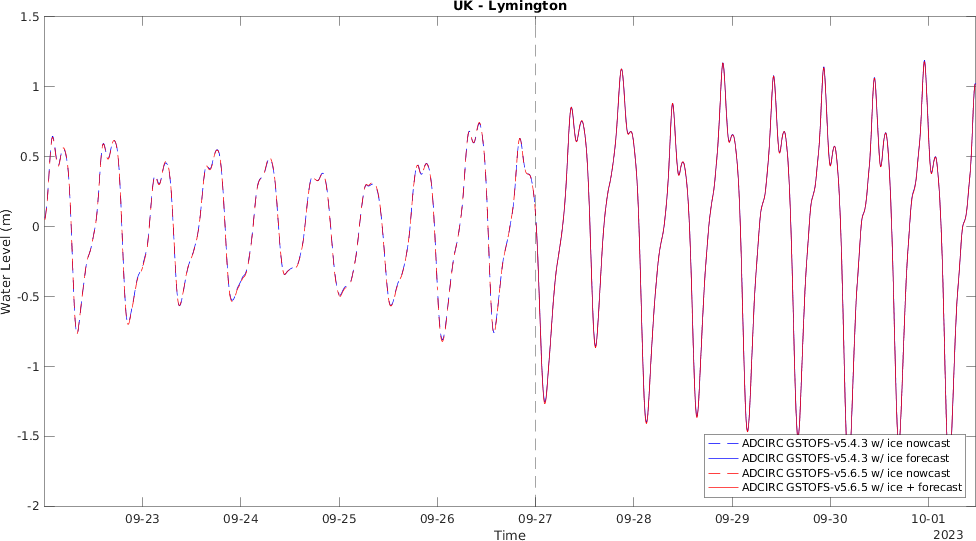 UK - Lymington
1.5
1
0.5
0
-0.5
-1
-1.5
-2
Water Level (m)
09-23
09-24
09-25
09-26
09-27
09-28
09-29
09-30
10-01
Time
2023
ADCIRC GSTOFS-v5.4.3 w/ ice nowcast
ADCIRC GSTOFS-v5.4.3 w/ ice forecast
ADCIRC GSTOFS-v5.6.5 w/ ice nowcast
ADCIRC GSTOFS-v5.6.5 w/ ice + forecast